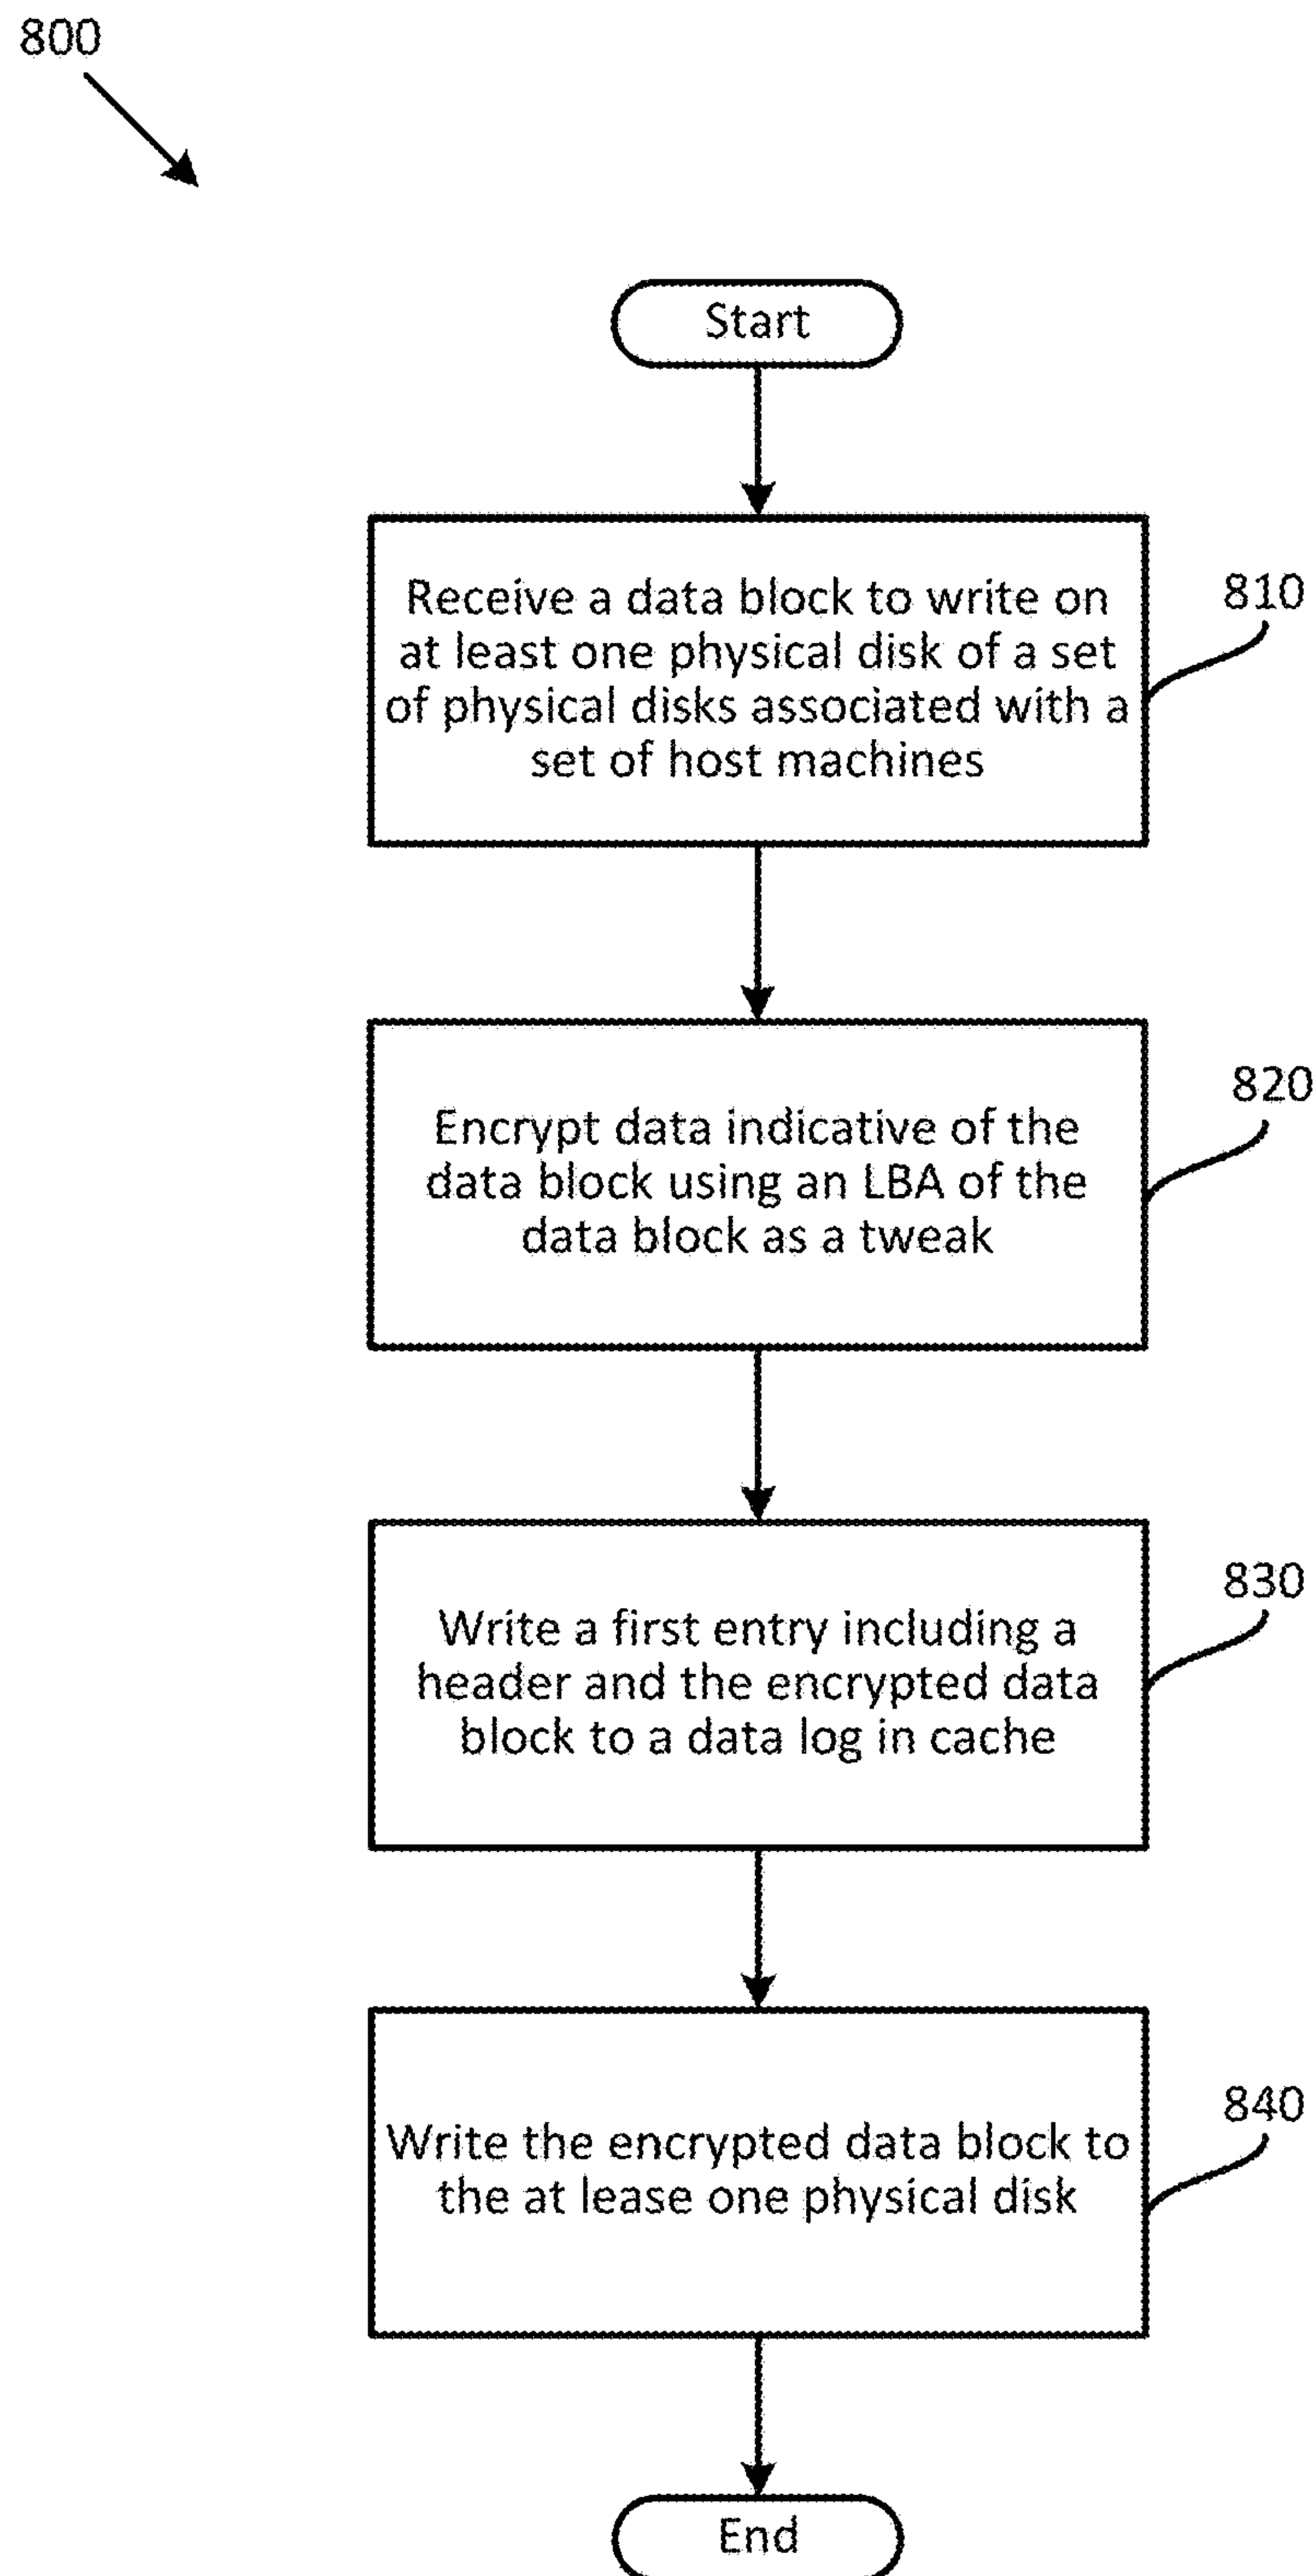 800
Start
Receive a data block to write on
at least one physical disk of a set
of physical disks associated with a
set of host machines
810
Encrypt data indicative of the
data block using an LBA of the
data block as a tweak
820
Write a first entry including a
header and the encrypted data
block to a data log in cache
830
Write the encrypted data block to
the at lease one physical disk
840
End